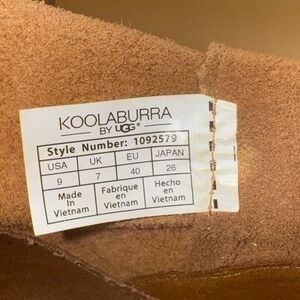 KOOLABURRA
BY UGG®
Style Number: 1092579
USA UK EU JAPAN
9 7 40 26
Made in Vietnam Fabrique en Vietnam Hecho en Vietnam